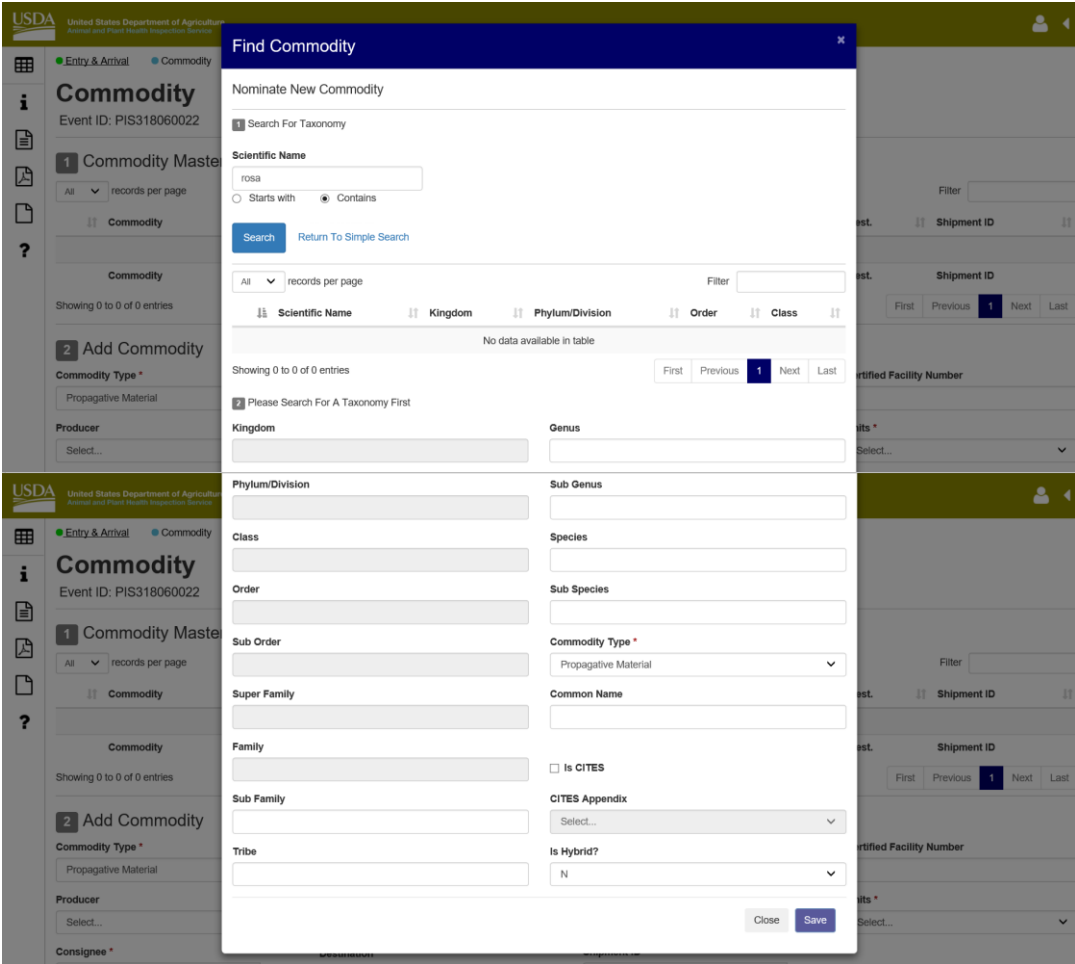 USDA United States Department of Agriculture
Animal and Plant Health Inspection Service
Find Commodity ×
Entry & Arrival Commodity
Commodity
Event ID: PIS318060022
Nominate New Commodity
1 Search For Taxonomy
Scientific Name
rosa
Starts with Contains
Search Return To Simple Search
1 Commodity Master
All records per page Filter
Commodity est. Shipment ID
Commodity est. Shipment ID
Showing 0 to 0 of 0 entries First Previous 1 Next Last
All records per page Filter
Scientific Name Kingdom Phylum/Division Order Class
No data available in table
Showing 0 to 0 of 0 entries First Previous 1 Next Last
2 Add Commodity
Commodity Type * rtified Facility Number
Propagative Material
Producer nits *
Select... Select...
2 Please Search For A Taxonomy First
Kingdom Genus
USDA United States Department of Agricultur
Animal and Plant Health Inspection Service
Phylum/Division Sub Genus
Entry & Arrival Commodity
Commodity
Event ID: PIS318060022
Class Species
Order Sub Species
1 Commodity Master
Sub Order Commodity Type *
Propagative Material
All records per page Filter
Commodity est. Shipment ID
Super Family Common Name
Commodity est. Shipment ID
Family
Is CITES
Showing 0 to 0 of 0 entries First Previous 1 Next Last
Sub Family CITES Appendix
Select...
2 Add Commodity
Commodity Type * rtified Facility Number
Propagative Material
Tribe Is Hybrid?
N
Producer nits *
Select... Select...
Close Save
Consignee * Destination Shipment ID